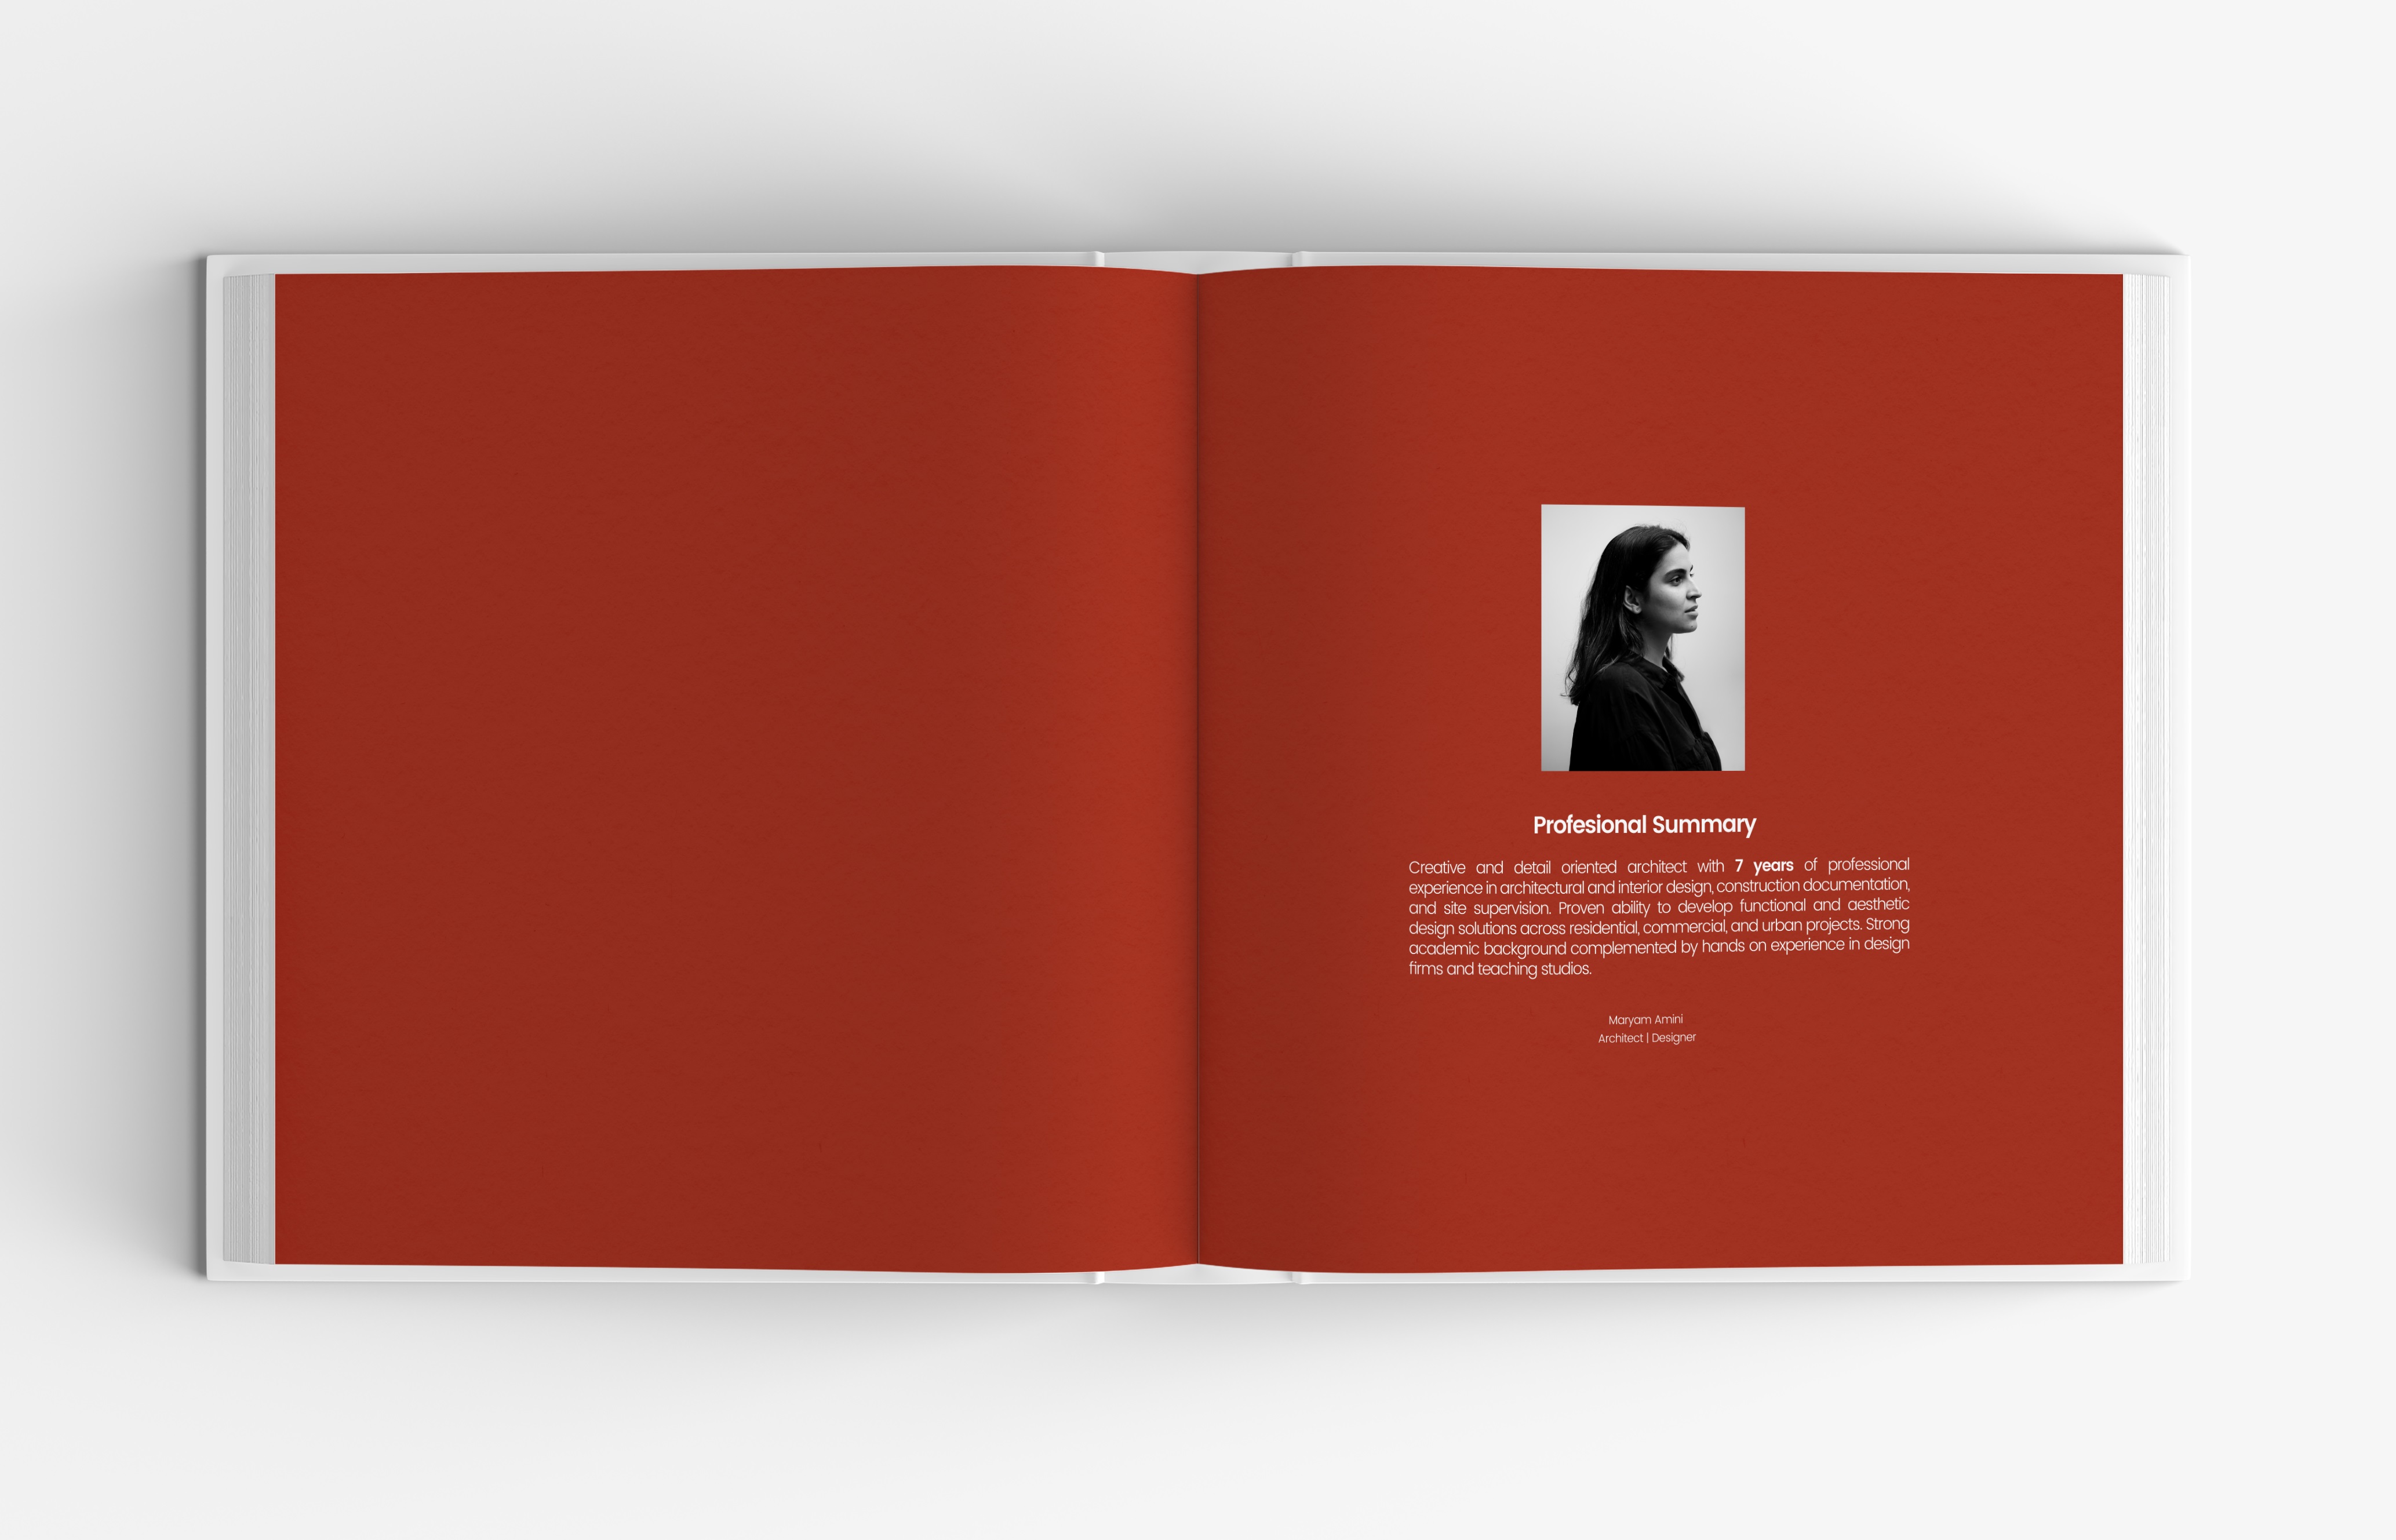 Profesional Summary
Creative and detail oriented architect with 7 years of professional
experience in architectural and interior design, construction documentation,
and site supervision. Proven ability to develop functional and aesthetic
design solutions across residential, commercial, and urban projects. Strong
academic background complemented by hands on experience in design
firms and teaching studios.
Maryam Amini
Architect | Designer